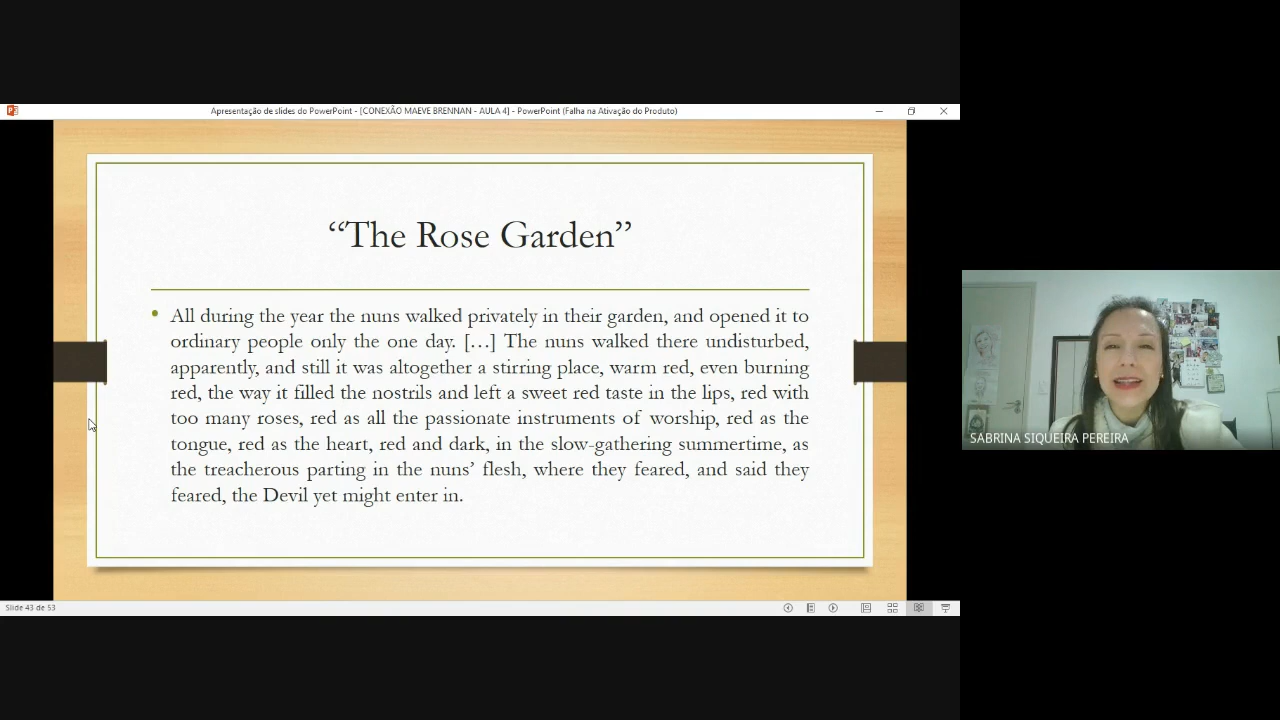 Apresentação de slides do PowerPoint - [CONEXÃO MAEVE BRENNAN - AULA 4] - PowerPoint (Falha na Ativação do Produto)
“The Rose Garden”
• All during the year the nuns walked privately in their garden, and opened it to
ordinary people only the one day. […] The nuns walked there undisturbed,
apparently, and still it was altogether a stirring place, warm red, even burning
red, the way it filled the nostrils and left a sweet red taste in the lips, red with
too many roses, red as all the passionate instruments of worship, red as the
tongue, red as the heart, red and dark, in the slow-gathering summertime, as
the treacherous parting in the nuns’ flesh, where they feared, and said they
feared, the Devil yet might enter in.
SABRINA SIQUEIRA PEREIRA
Slide 43 de 53